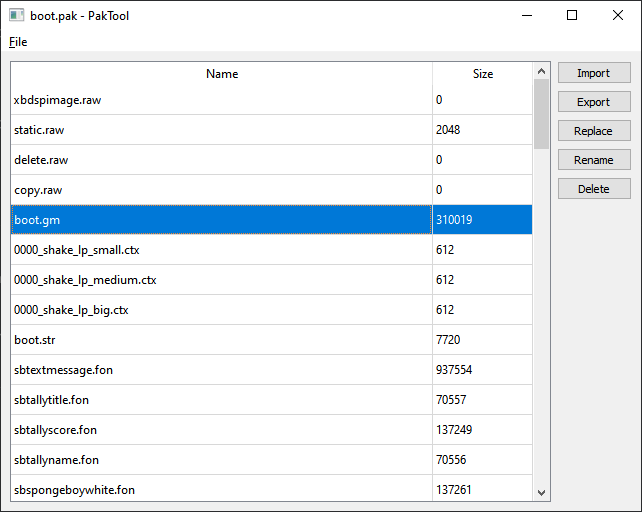 boot.pak - PakTool
File
Name Size
xbdspimage.raw 0
static.raw 2048
delete.raw 0
copy.raw 0
boot.gm 310019
0000_shake_lp_small.ctx 612
0000_shake_lp_medium.ctx 612
0000_shake_lp_big.ctx 612
boot.str 7720
sbtextmessage.fon 937554
sbtallytitle.fon 70557
sbtallyscore.fon 137249
sbtallyname.fon 70556
sbspongeboywhite.fon 137261
Import
Export
Replace
Rename
Delete